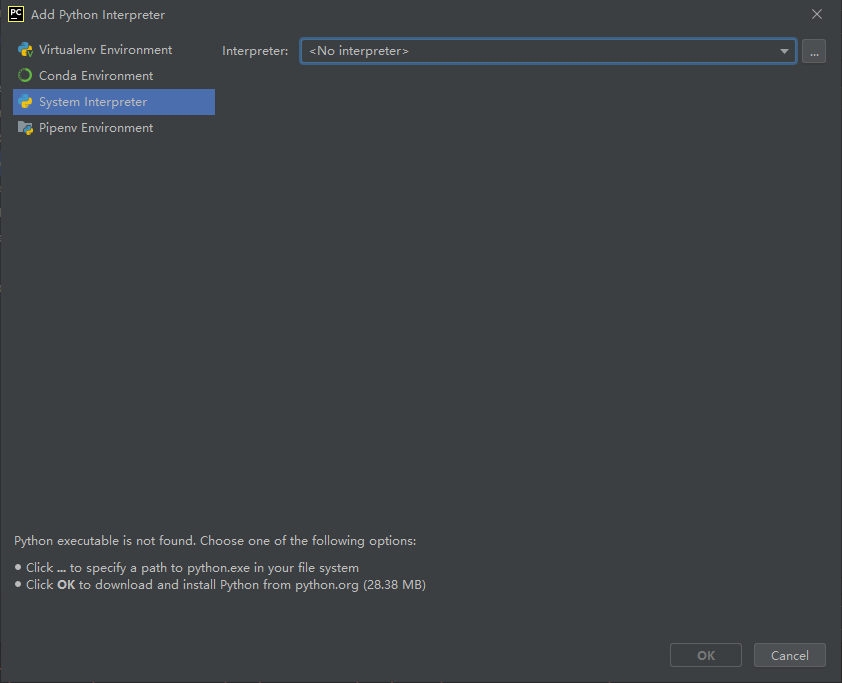 PC Add Python Interpreter
Virtualenv Environment
Conda Environment
System Interpreter
Pipenv Environment
Interpreter: <No interpreter> ...
Python executable is not found. Choose one of the following options:
• Click ... to specify a path to python.exe in your file system
• Click OK to download and install Python from python.org (28.38 MB)
OK Cancel